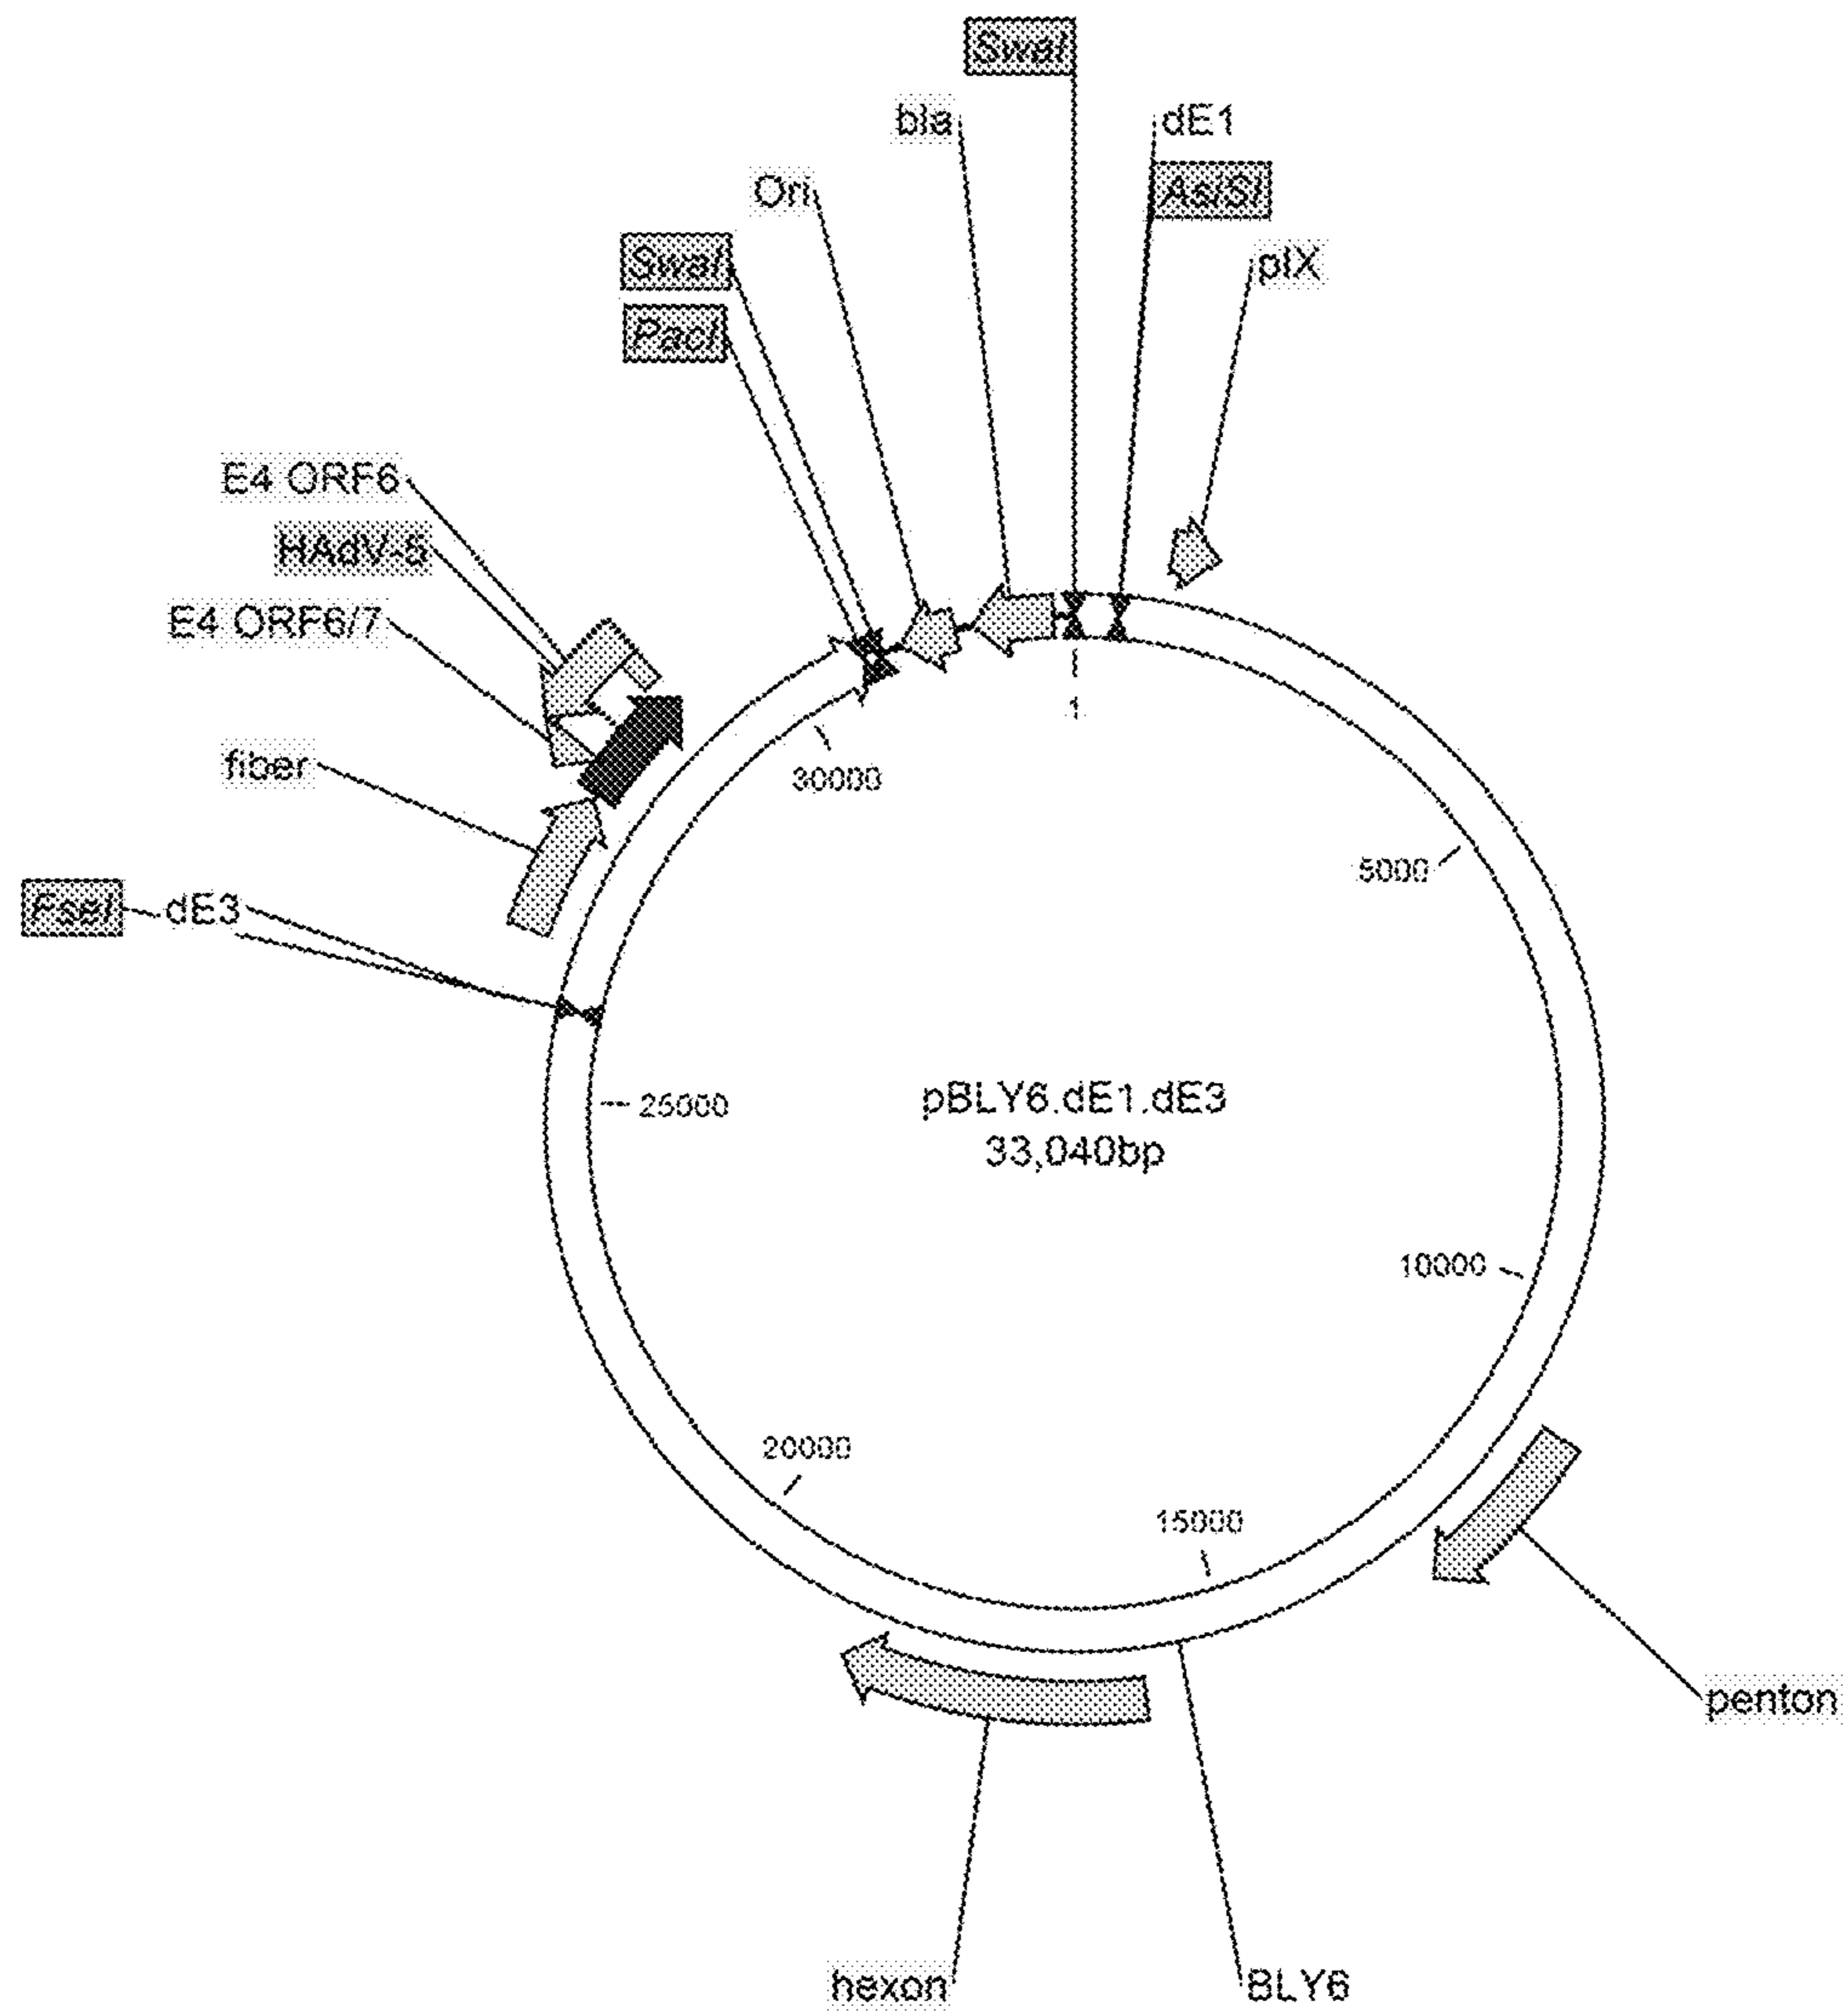 SwaI
bla
dE1
Ori
AsiSI
SwaI
pIX
PacI
E4 ORF6
HAdV-5
E4 ORF6/7
1
fiber
30000
5000
FseI
dE3
25000
pBLY6.dE1.dE3
33,040bp
10000
20000
15000
penton
hexon
BLY6